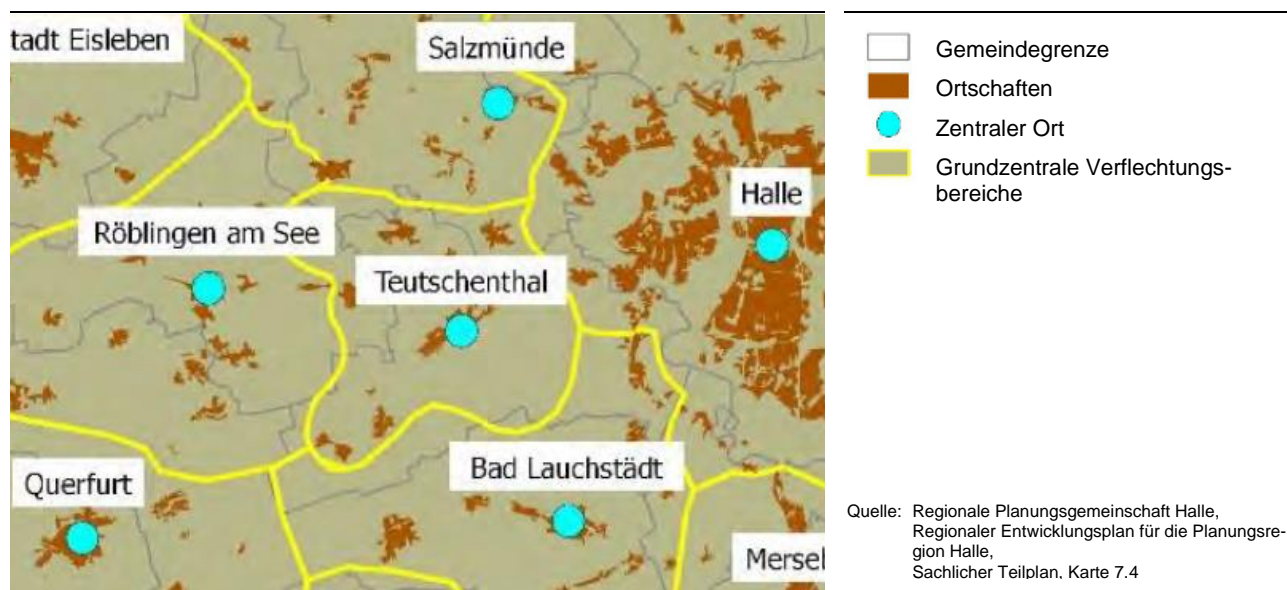 tadt Eisleben
Salzmünde
Halle
Röblingen am See
Teutschenthal
Bad Lauchstädt
Querfurt
Merse
Gemeindegrenze
Ortschaften
Zentraler Ort
Grundzentrale Verflechtungs-
bereiche
Quelle: Regionale Planungsgemeinschaft Halle,
Regionaler Entwicklungsplan für die Planungsre-
gion Halle,
Sachlicher Teilplan, Karte 7.4